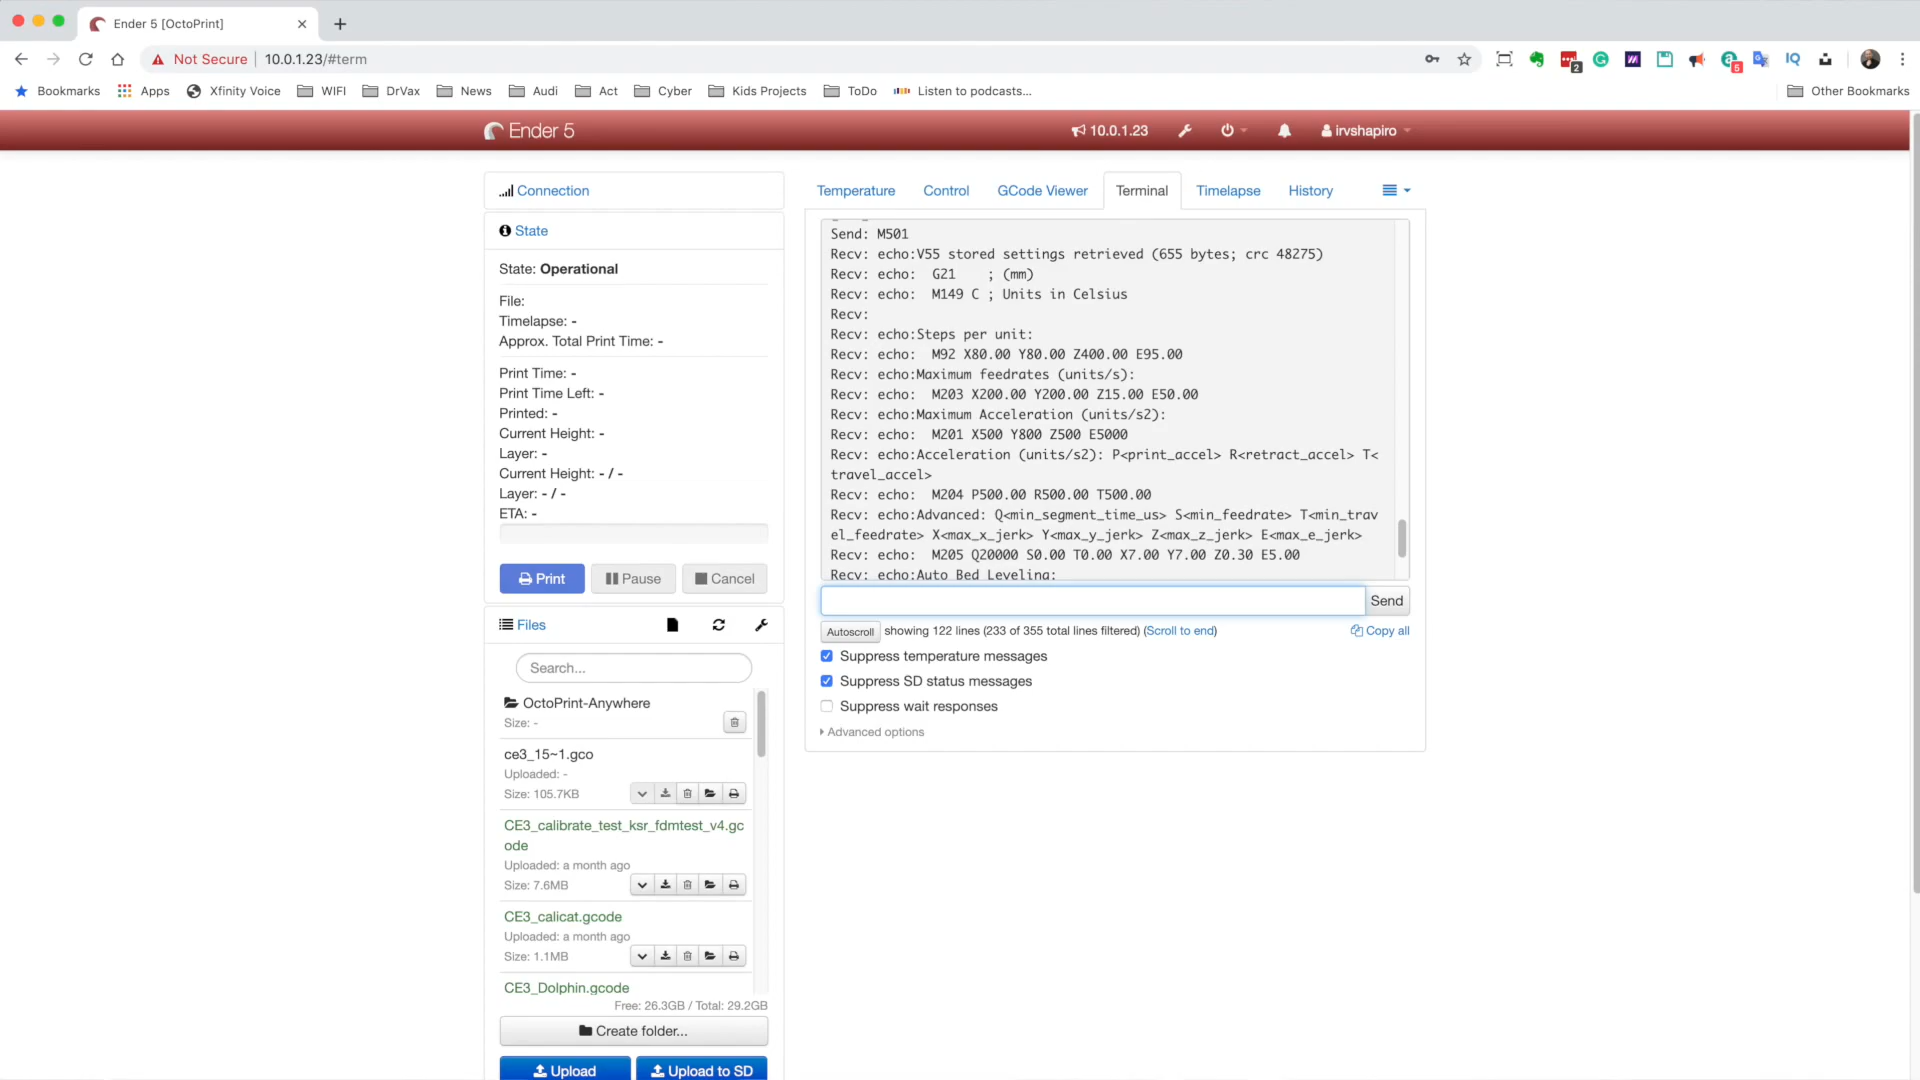 Ender 5 [OctoPrint]
Not Secure | 10.0.1.23/#term
2
5
IQ
Bookmarks Apps Xfinity Voice WIFI DrVax News Audi Act Cyber Kids Projects ToDo Listen to podcasts... Other Bookmarks
Ender 5
10.0.1.23
irvshapiro
Connection
State
State: Operational
File:
Timelapse: -
Approx. Total Print Time: -
Print Time: -
Print Time Left: -
Printed: -
Current Height: -
Layer: -
Current Height: - / -
Layer: - / -
ETA: -
Print Pause Cancel
Files
Search...
OctoPrint-Anywhere
Size: -
ce3_15~1.gco
Uploaded: -
Size: 105.7KB
CE3_calibrate_test_ksr_fdmtest_v4.gc
ode
Uploaded: a month ago
Size: 7.6MB
CE3_calicat.gcode
Uploaded: a month ago
Size: 1.1MB
CE3_Dolphin.gcode
Free: 26.3GB / Total: 29.2GB
Create folder...
Upload Upload to SD
Temperature Control GCode Viewer Terminal Timelapse History
Send: M501
Recv: echo:V55 stored settings retrieved (655 bytes; crc 48275)
Recv: echo:  G21    ; (mm)
Recv: echo:  M149 C ; Units in Celsius
Recv:
Recv: echo:Steps per unit:
Recv: echo:  M92 X80.00 Y80.00 Z400.00 E95.00
Recv: echo:Maximum feedrates (units/s):
Recv: echo:  M203 X200.00 Y200.00 Z15.00 E50.00
Recv: echo:Maximum Acceleration (units/s2):
Recv: echo:  M201 X500 Y800 Z500 E5000
Recv: echo:Acceleration (units/s2): P<print_accel> R<retract_accel> T<
travel_accel>
Recv: echo:  M204 P500.00 R500.00 T500.00
Recv: echo:Advanced: Q<min_segment_time_us> S<min_feedrate> T<min_trav
el_feedrate> X<max_x_jerk> Y<max_y_jerk> Z<max_z_jerk> E<max_e_jerk>
Recv: echo:  M205 Q20000 S0.00 T0.00 X7.00 Y7.00 Z0.30 E5.00
Recv: echo:Auto Bed Leveling:
Send
Autoscroll showing 122 lines (233 of 355 total lines filtered) (Scroll to end) Copy all
Suppress temperature messages
Suppress SD status messages
Suppress wait responses
Advanced options